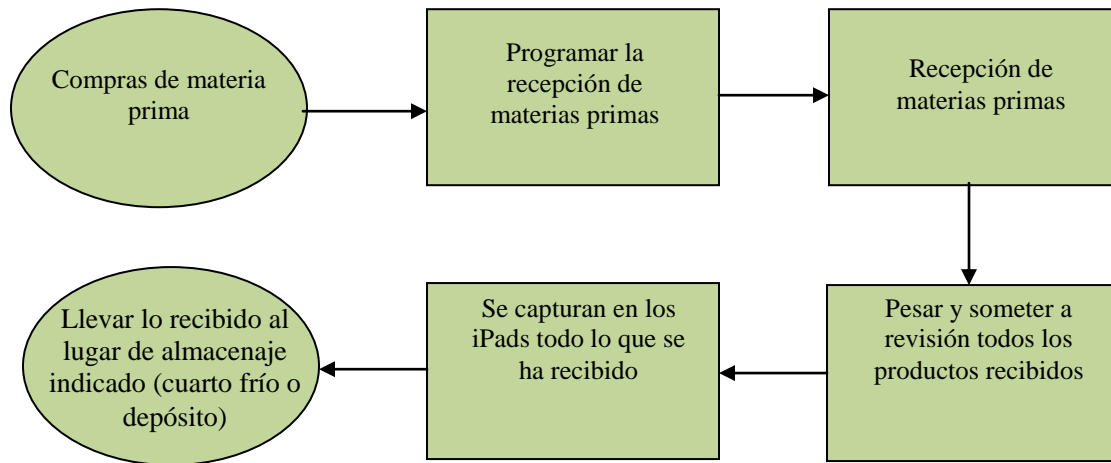 Compras de materia
prima
Programar la
recepción de
materias primas
Recepción de
materias primas
Pesar y someter a
revisión todos los
productos recibidos
Se capturan en los
iPads todo lo que se
ha recibido
Llevar lo recibido al
lugar de almacenaje
indicado (cuarto frío o
depósito)